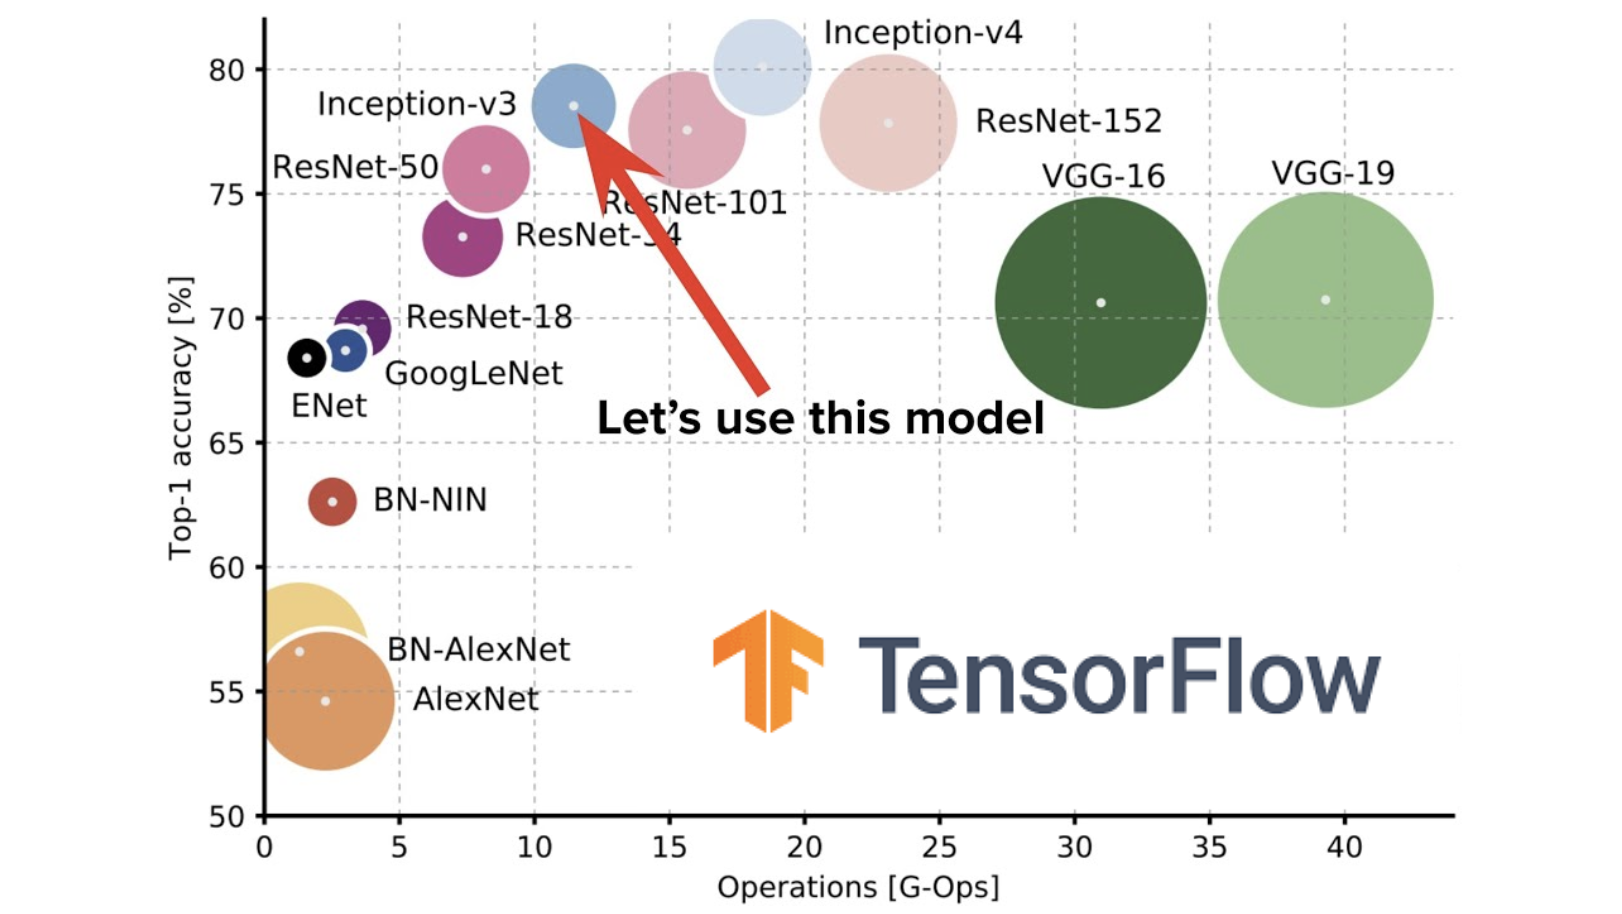 Inception-v4
80
Inception-v3
ResNet-152
ResNet-50
VGG-16
VGG-19
75
ResNet-101
ResNet-34
Top-1 accuracy [%]
70
ResNet-18
GoogLeNet
ENet
Let’s use this model
65
BN-NIN
60
BN-AlexNet
TensorFlow
55
AlexNet
50
0 5 10 15 20 25 30 35 40
Operations [G-Ops]